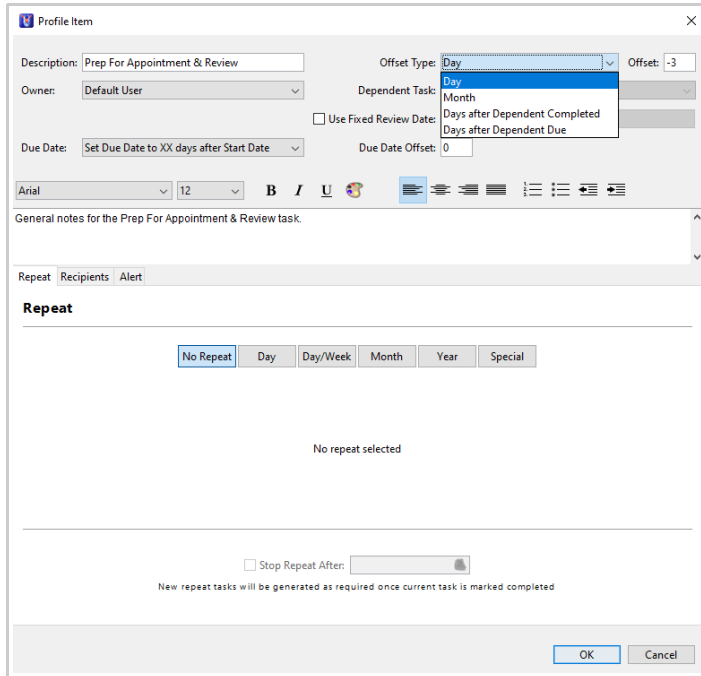 Profile Item
Description: Prep For Appointment & Review Offset Type: Day Offset: -3
Day
Owner: Default User Dependent Task:
Month
Use Fixed Review Date: Days after Dependent Completed
Days after Dependent Due
Due Date: Set Due Date to XX days after Start Date Due Date Offset: 0
Arial 12 B I U
General notes for the Prep For Appointment & Review task.
Repeat Recipients Alert
Repeat
No Repeat Day Day/Week Month Year Special
No repeat selected
Stop Repeat After:
New repeat tasks will be generated as required once current task is marked completed
OK Cancel